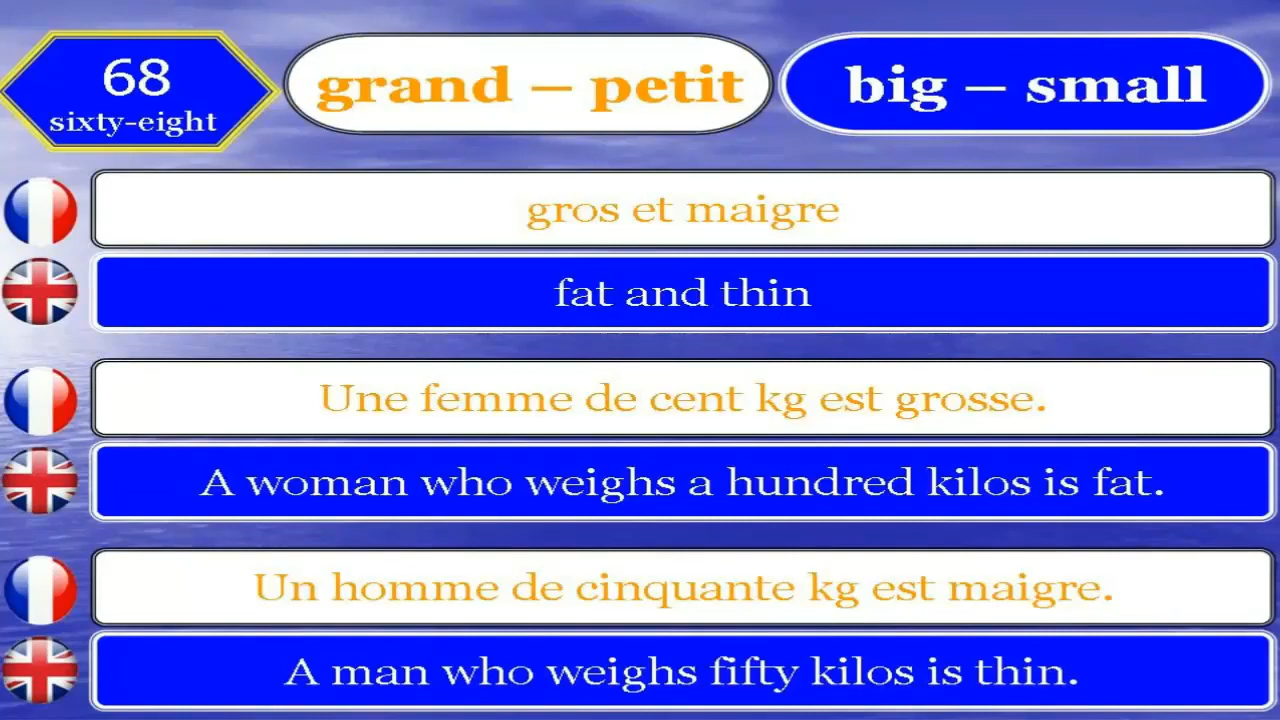 68
sixty-eight
grand – petit
big – small
gros et maigre
fat and thin
Une femme de cent kg est grosse.
A woman who weighs a hundred kilos is fat.
Un homme de cinquante kg est maigre.
A man who weighs fifty kilos is thin.